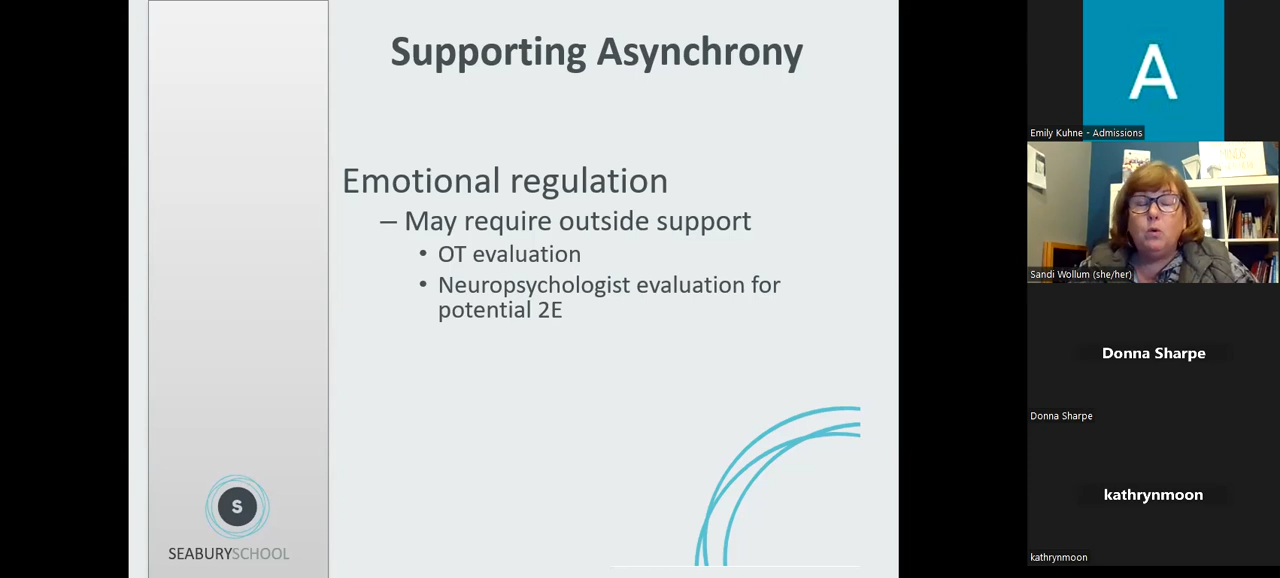 Supporting Asynchrony
Emotional regulation
– May require outside support
• OT evaluation
• Neuropsychologist evaluation for
potential 2E
S
SEABURYSCHOOL
A
Emily Kuhne - Admissions
Sandi Wollum (she/her)
Donna Sharpe
Donna Sharpe
kathrynmoon
kathrynmoon